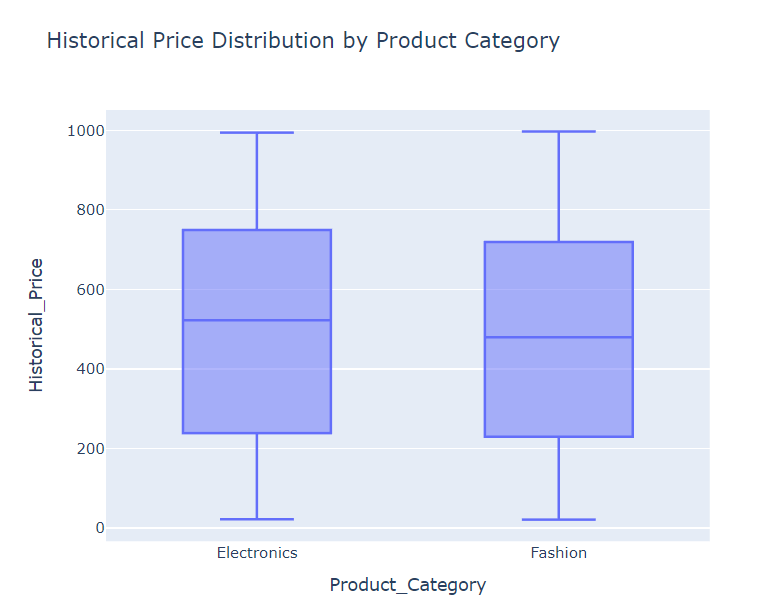 Historical Price Distribution by Product Category
Historical_Price
1000
800
600
400
200
0
Electronics
Fashion
Product_Category